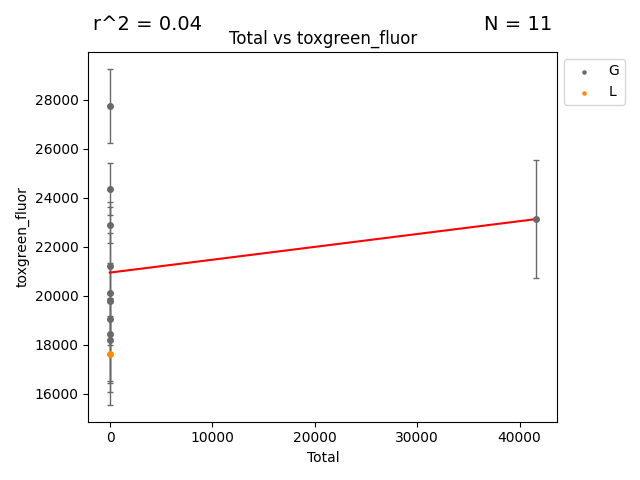 r^2 = 0.04
N = 11
Total vs toxgreen_fluor
G
L
28000
26000
24000
22000
20000
18000
16000
toxgreen_fluor
0
10000
20000
30000
40000
Total